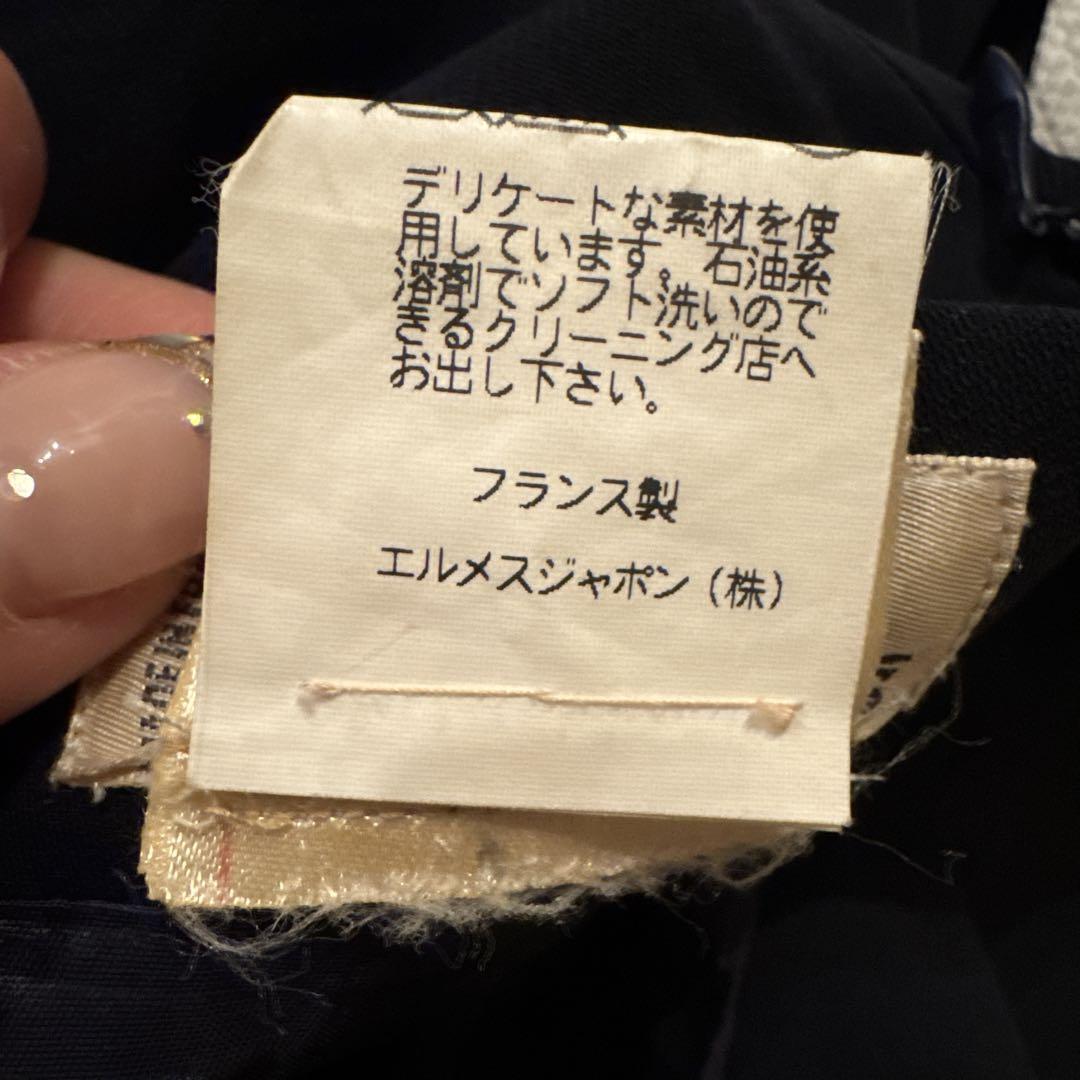 デリケートな素材を使
用しています。石油系
溶剤でソフト洗いので
きるクリーニング店へ
お出し下さい。
フランス製
エルメスジャポン(株)